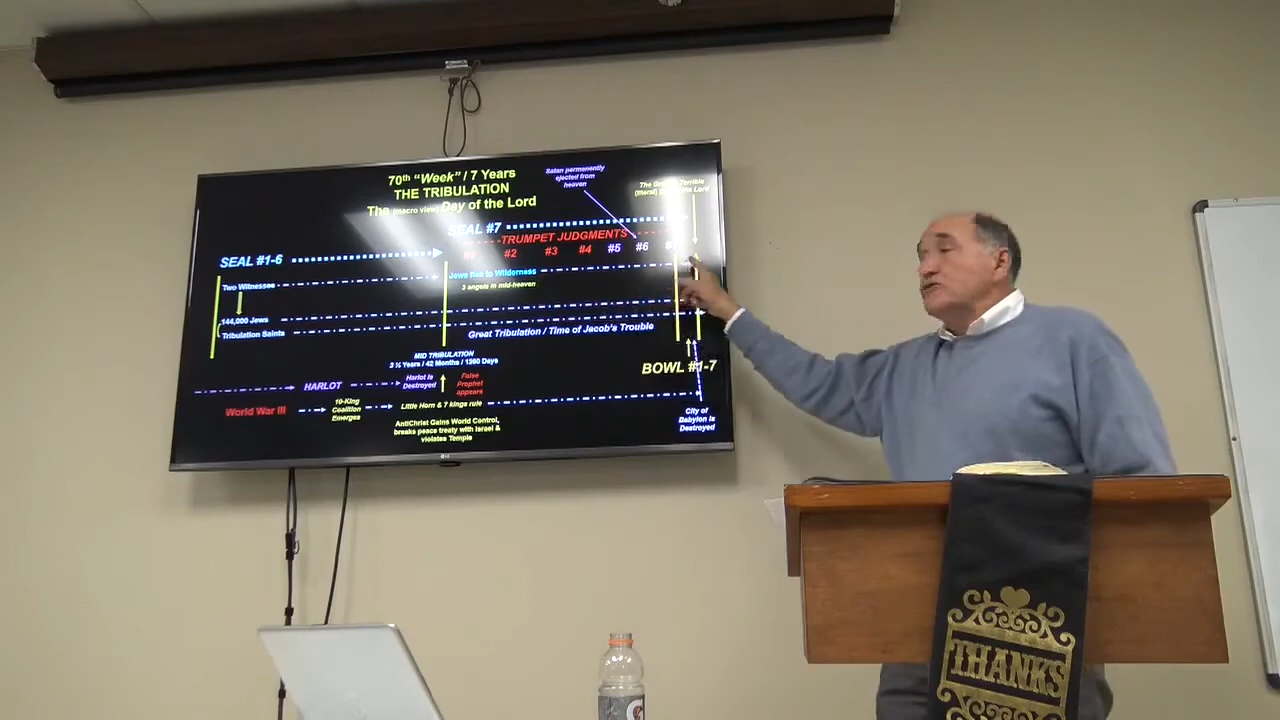 70th "Week" / 7 Years
THE TRIBULATION
The (macro view) Day of the Lord
Satan permanently
ejected from
heaven
Terrible
(literal) the Lord
SEAL #7
TRUMPET JUDGMENTS
#2 #3 #4 #5 #6
SEAL #1-6
Jews flee to Wilderness
3 angels in mid-heaven
Two Witnesses
144,000 Jews
Tribulation Saints
Great Tribulation / Time of Jacob's Trouble
MID TRIBULATION
3 ½ Years / 42 Months / 1260 Days
BOWL #1-7
HARLOT
Harlot is
Destroyed
False
Prophet
appears
World War III
10-King
Coalition
Emerges
Little Horn & 7 kings rule
AntiChrist Gains World Control,
breaks peace treaty with Israel &
violates Temple
City of
Babylon is
Destroyed
LG
THANKS